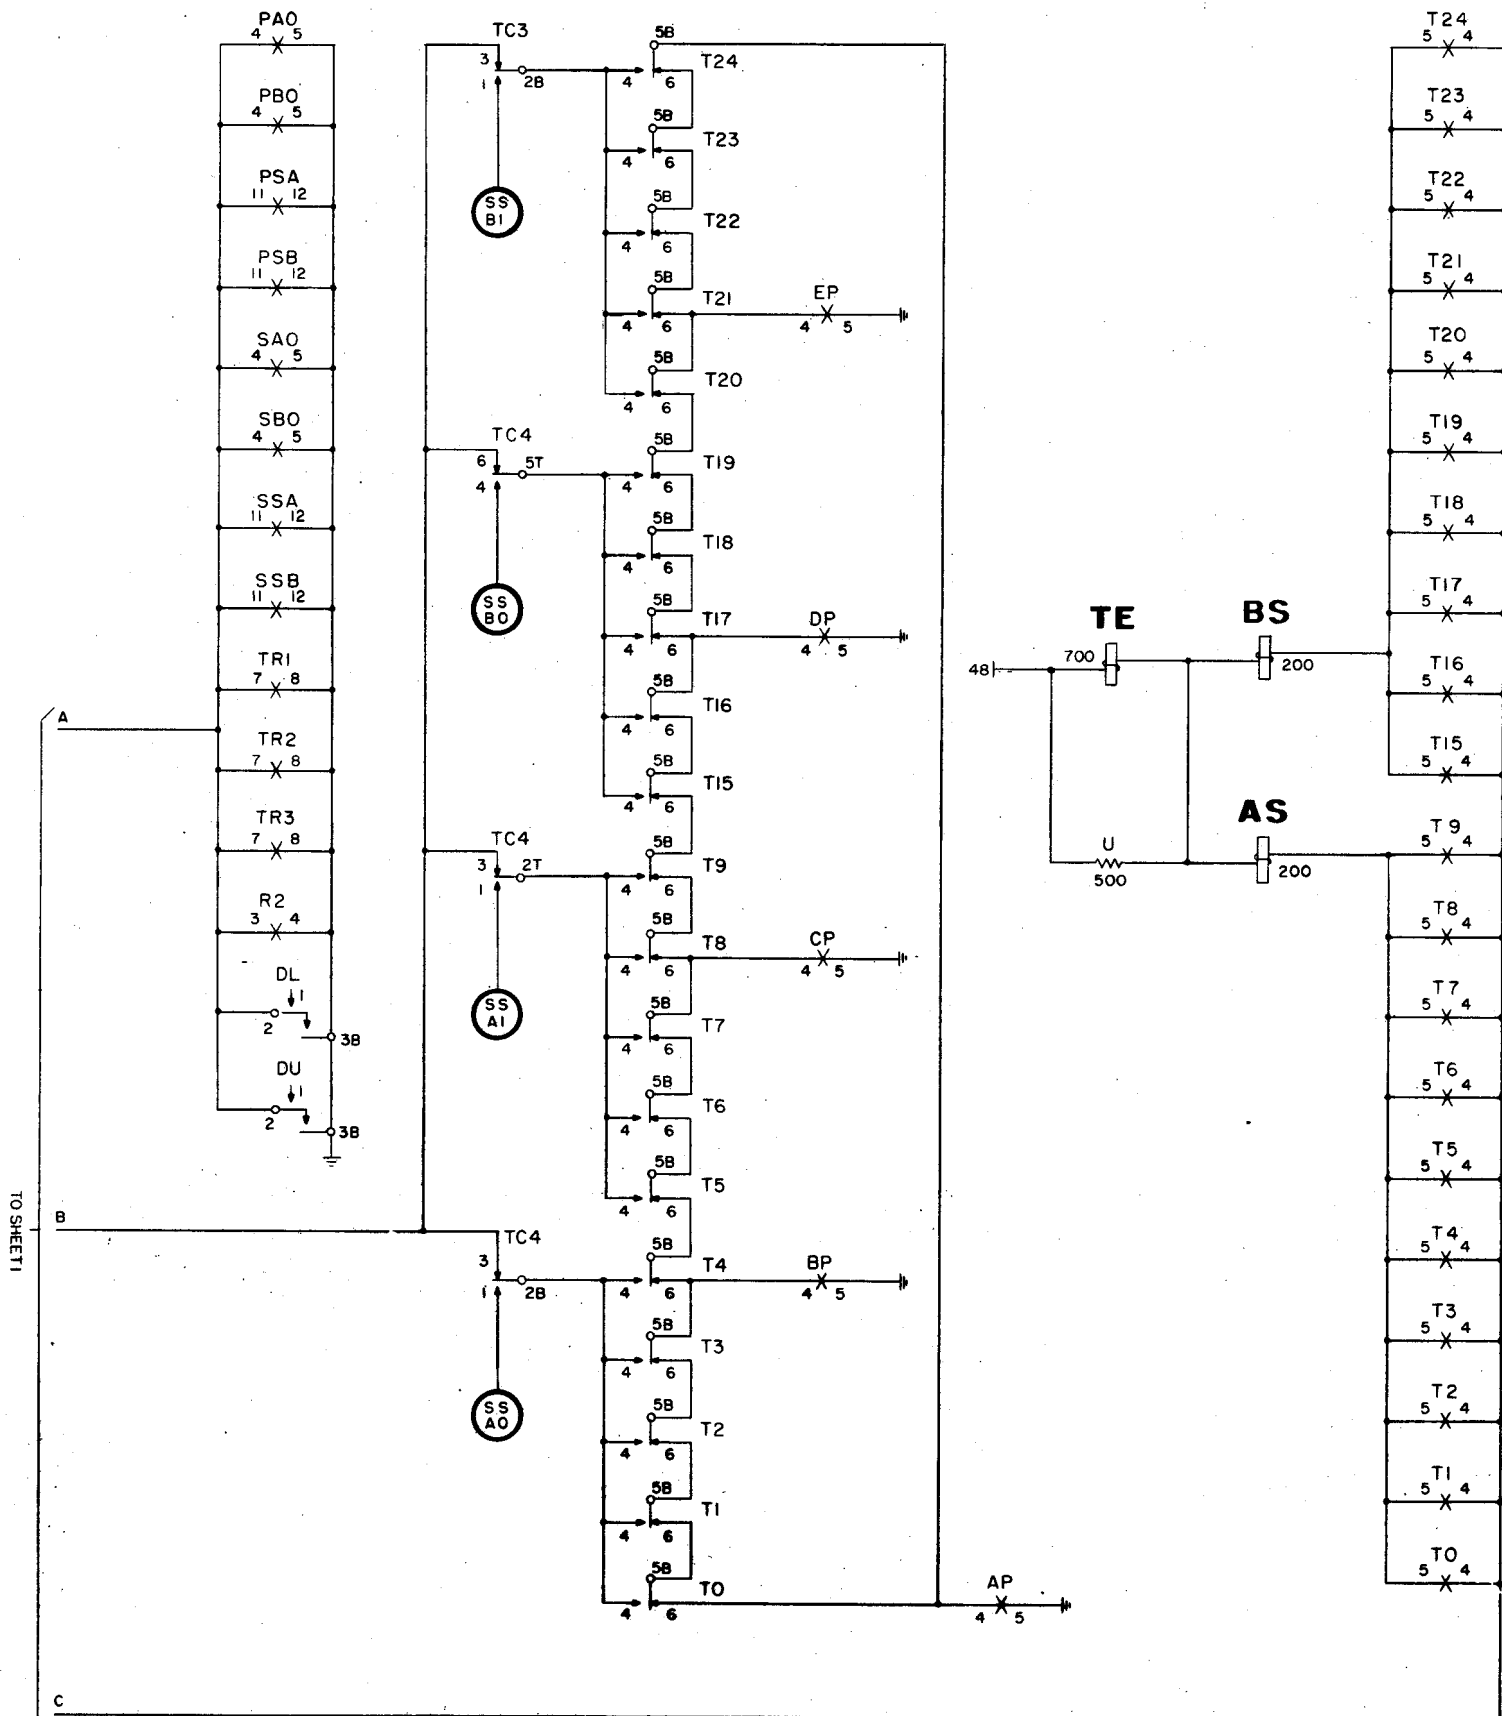 PA0
4 5
PB0
4 5
PSA
11 12
PSB
11 12
SA0
4 5
SB0
4 5
SSA
11 12
SSB
11 12
TR1
7 8
TR2
7 8
TR3
7 8
R2
3 4
DL
1
2
3B
DU
1
2
3B
A
B
C
TO SHEET 1
TC3
3
1
2B
SS
B1
TC4
6
4
5T
SS
B0
TC4
3
1
2T
SS
A1
TC4
3
1
2B
SS
A0
5B
T24
4 6
5B
T23
4 6
5B
T22
4 6
5B
T21
4 6
5B
T20
4 6
5B
T19
4 6
5B
T18
4 6
5B
T17
4 6
5B
T16
4 6
5B
T15
4 6
5B
T9
4 6
5B
T8
4 6
5B
T7
4 6
5B
T6
4 6
5B
T5
4 6
5B
T4
4 6
5B
T3
4 6
5B
T2
4 6
5B
T1
4 6
5B
T0
4 6
EP
4 5
DP
4 5
CP
4 5
BP
4 5
AP
4 5
48
TE
700
BS
200
U
500
AS
200
T24
5 4
T23
5 4
T22
5 4
T21
5 4
T20
5 4
T19
5 4
T18
5 4
T17
5 4
T16
5 4
T15
5 4
T9
5 4
T8
5 4
T7
5 4
T6
5 4
T5
5 4
T4
5 4
T3
5 4
T2
5 4
T1
5 4
T0
5 4